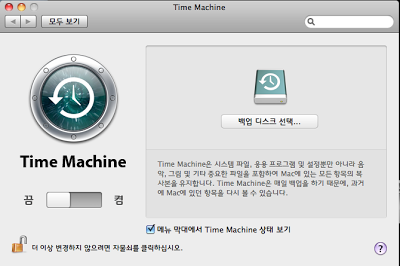 Time Machine
모두 보기
백업 디스크 선택...
Time Machine
끔
켬
Time Machine은 시스템 파일, 응용 프로그램 및 설정뿐만 아니라 음
악, 그림 및 기타 중요한 파일을 포함하여 Mac에 있는 모든 항목의 복
사본을 유지합니다. Time Machine은 매일 백업을 하기 때문에, 과거
에 Mac에 있던 항목을 다시 볼 수 있습니다.
메뉴 막대에서 Time Machine 상태 보기
더 이상 변경하지 않으려면 자물쇠를 클릭하십시오.
?